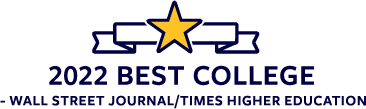 2022 BEST COLLEGE
- WALL STREET JOURNAL/TIMES HIGHER EDUCATION